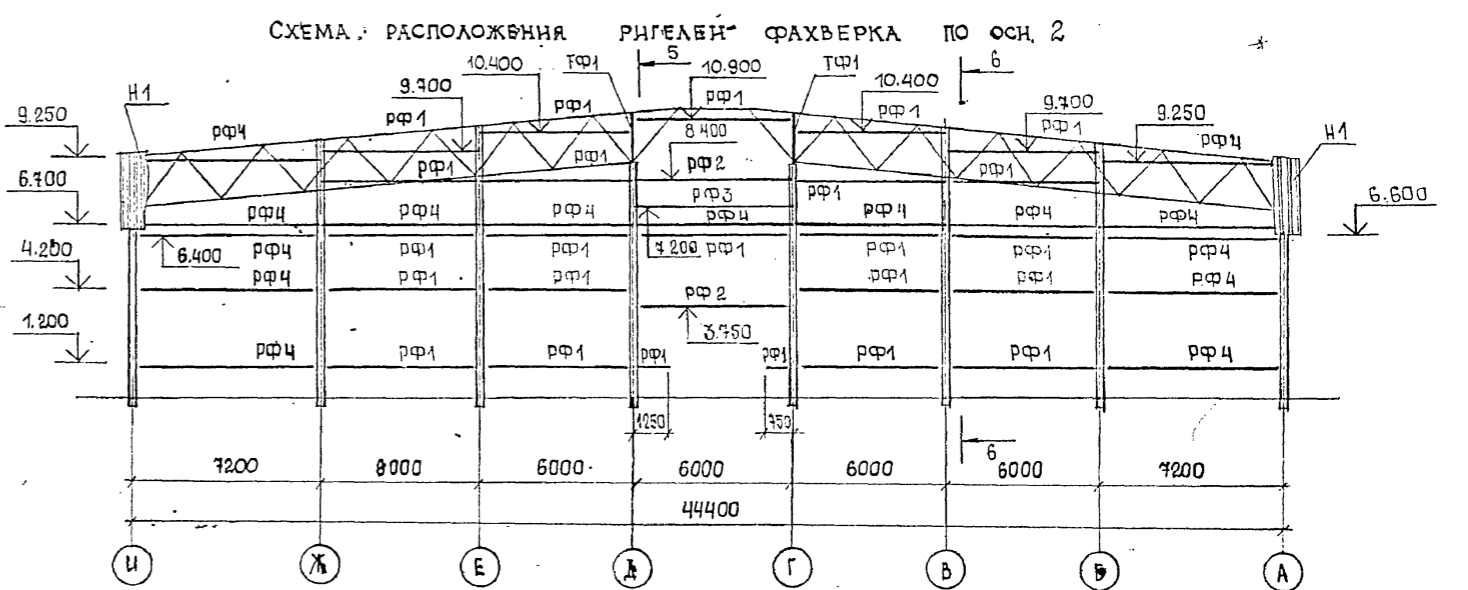 СХЕМА РАСПОЛОЖЕНИЯ РИГЕЛЕЙ ФАХВЕРКА ПО ОСИ 2
5
6
Н1 9.700 10.400 ТФ1 10.900 ТФ1 10.400 9.700 9.250 Н1
9.250 РФ4 РФ1 РФ1 РФ1 РФ1 РФ1 РФ4
8.400
РФ1 РФ1 РФ2 РФ1
6.700 РФ3 РФ1 6.600
РФ4 РФ4 РФ4 РФ4 РФ4 РФ4 РФ4
4.200 6.400 РФ4 РФ1 РФ1 7.200 РФ1 РФ1 РФ1 РФ4
РФ4 РФ1 РФ1 РФ1 РФ1 РФ4
РФ2
1.200 3.750
РФ4 РФ1 РФ1 РФ1 РФ1 РФ1 РФ1 РФ4
1250 750
6
7200 6000 6000 6000 6000 7200
44400
И Ж Е Д Г В Б А